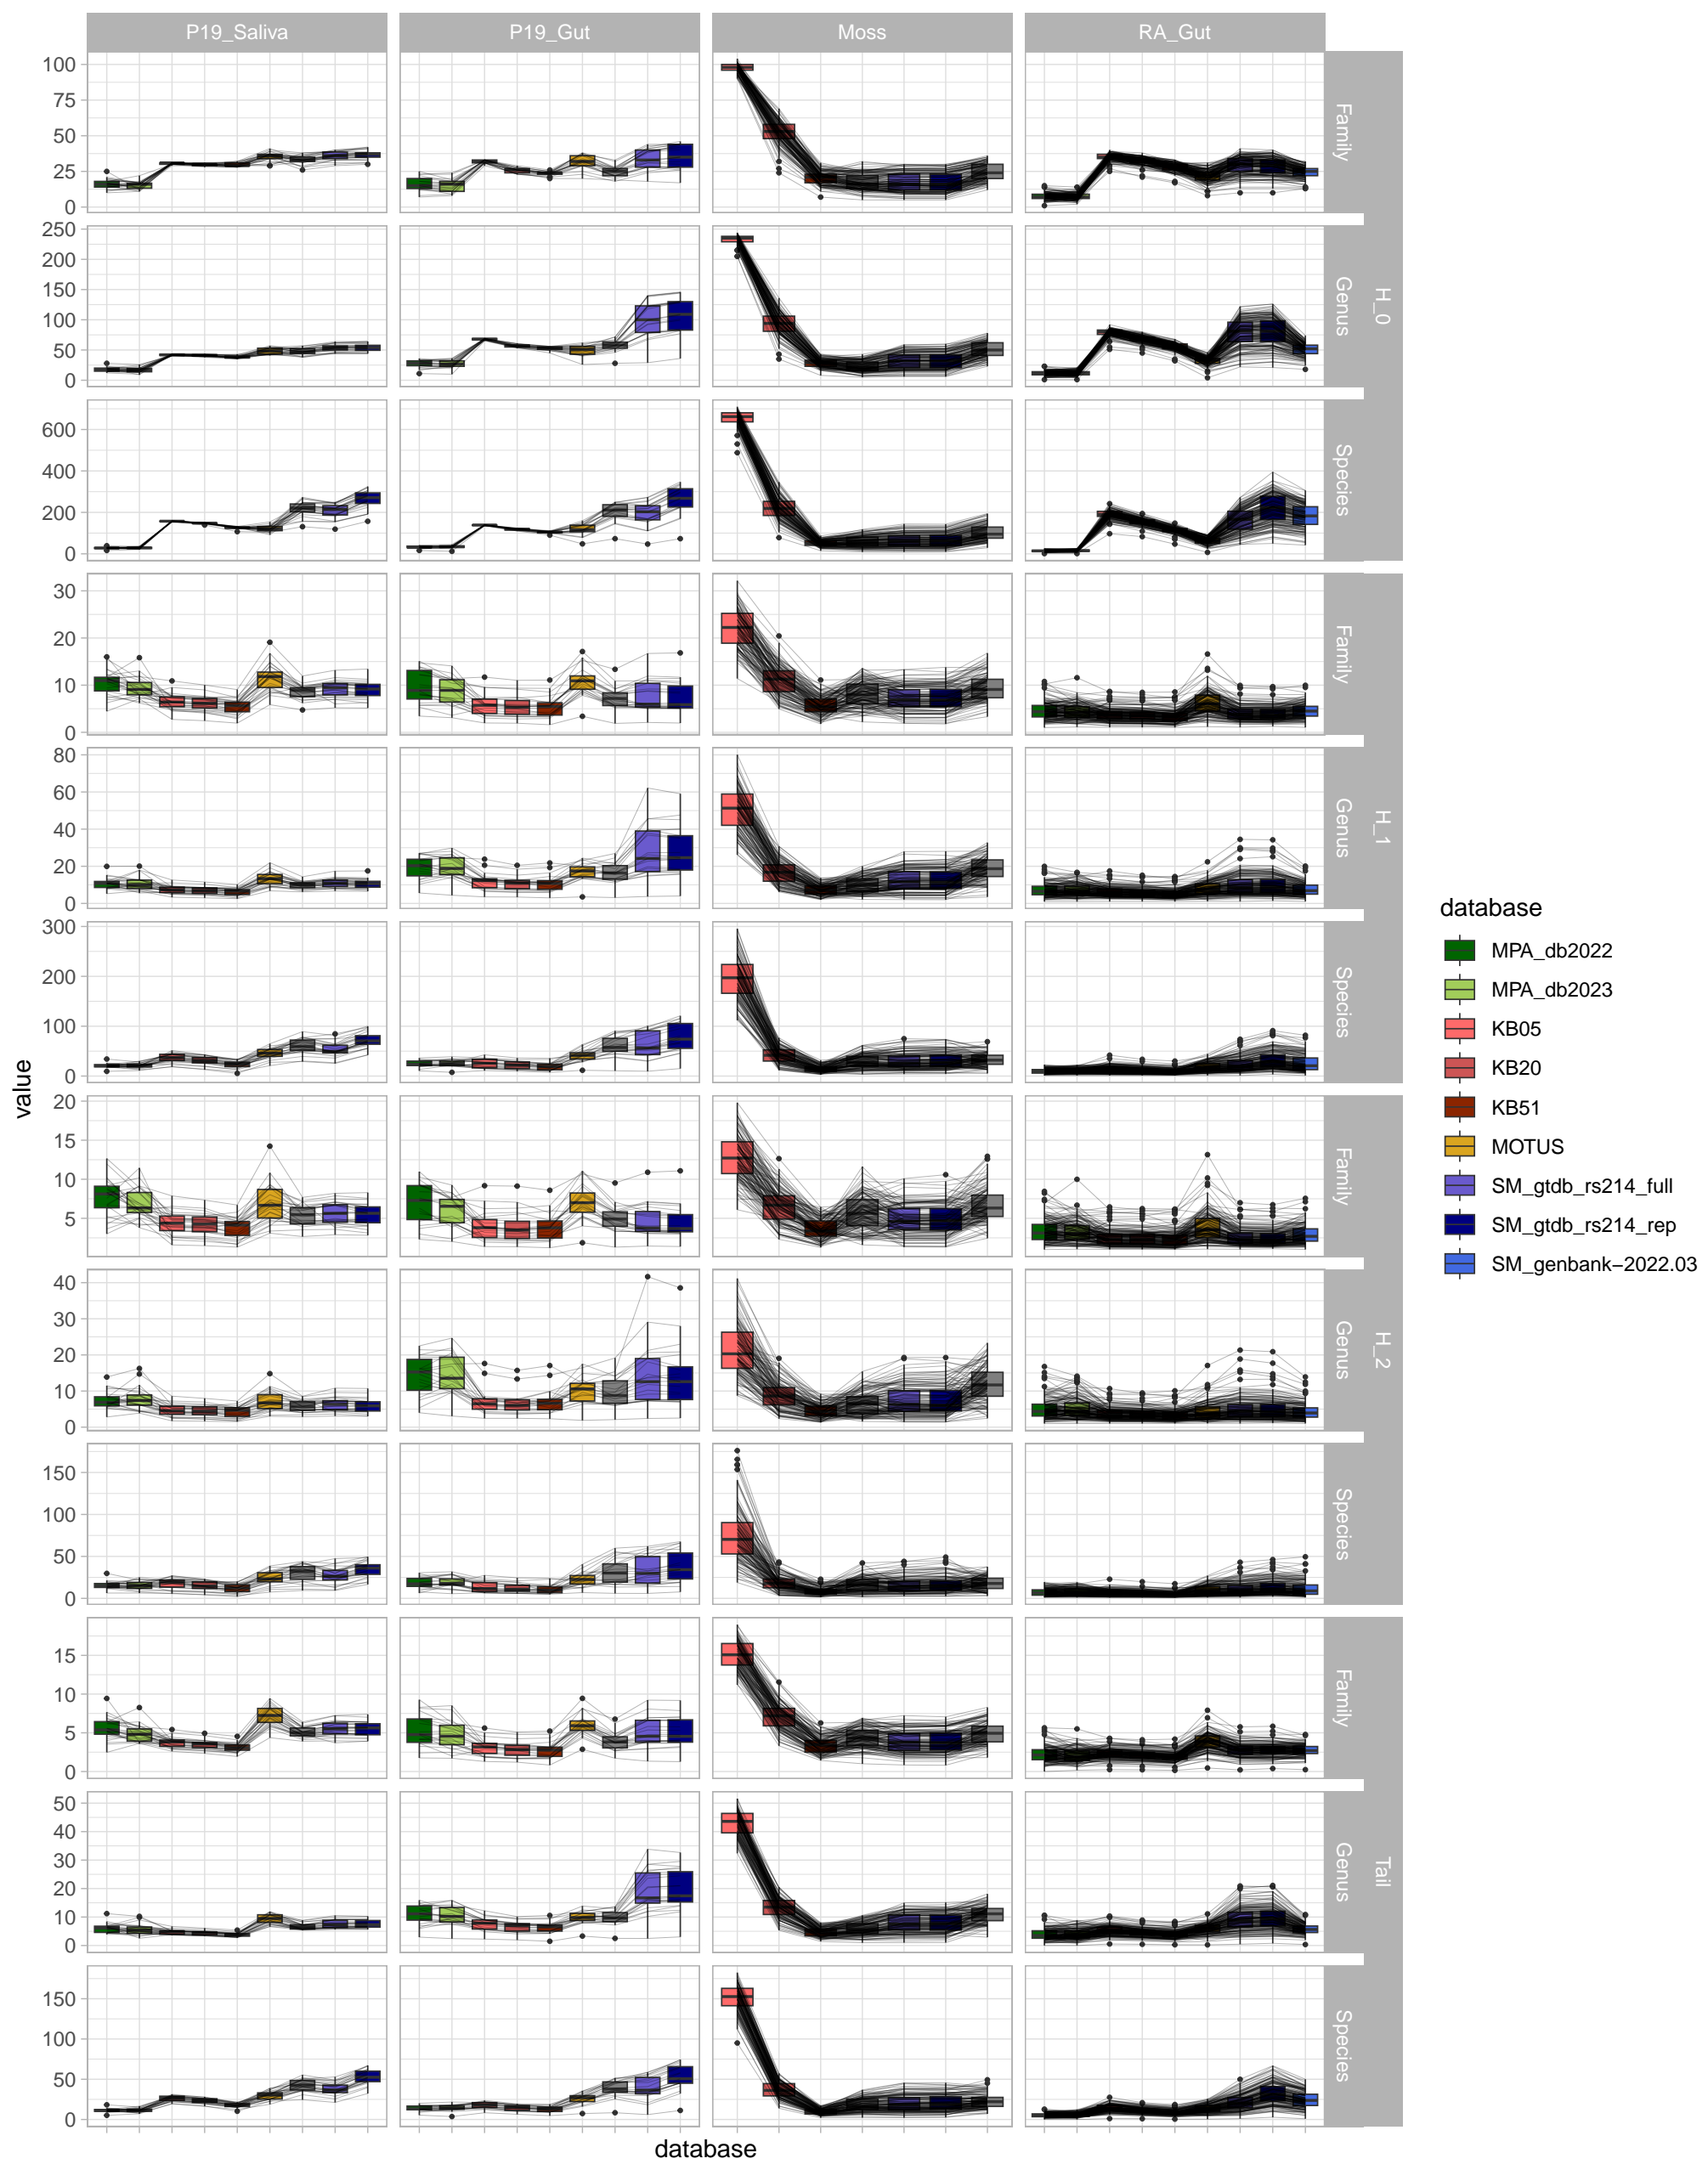 P19_Saliva P19_Gut Moss RA_Gut
100
75
50
25
0
Family
250
200
150
100
50
0
Genus
H_0
600
400
200
0
Species
30
20
10
0
Family
80
60
40
20
0
Genus
H_1
300
200
100
0
Species
20
15
10
5
Family
40
30
20
10
0
Genus
H_2
150
100
50
0
Species
15
10
5
0
Family
50
40
30
20
10
0
Genus
Tail
150
100
50
0
Species
value
database
database
MPA_db2022
MPA_db2023
KB05
KB20
KB51
MOTUS
SM_gtdb_rs214_full
SM_gtdb_rs214_rep
SM_genbank−2022.03